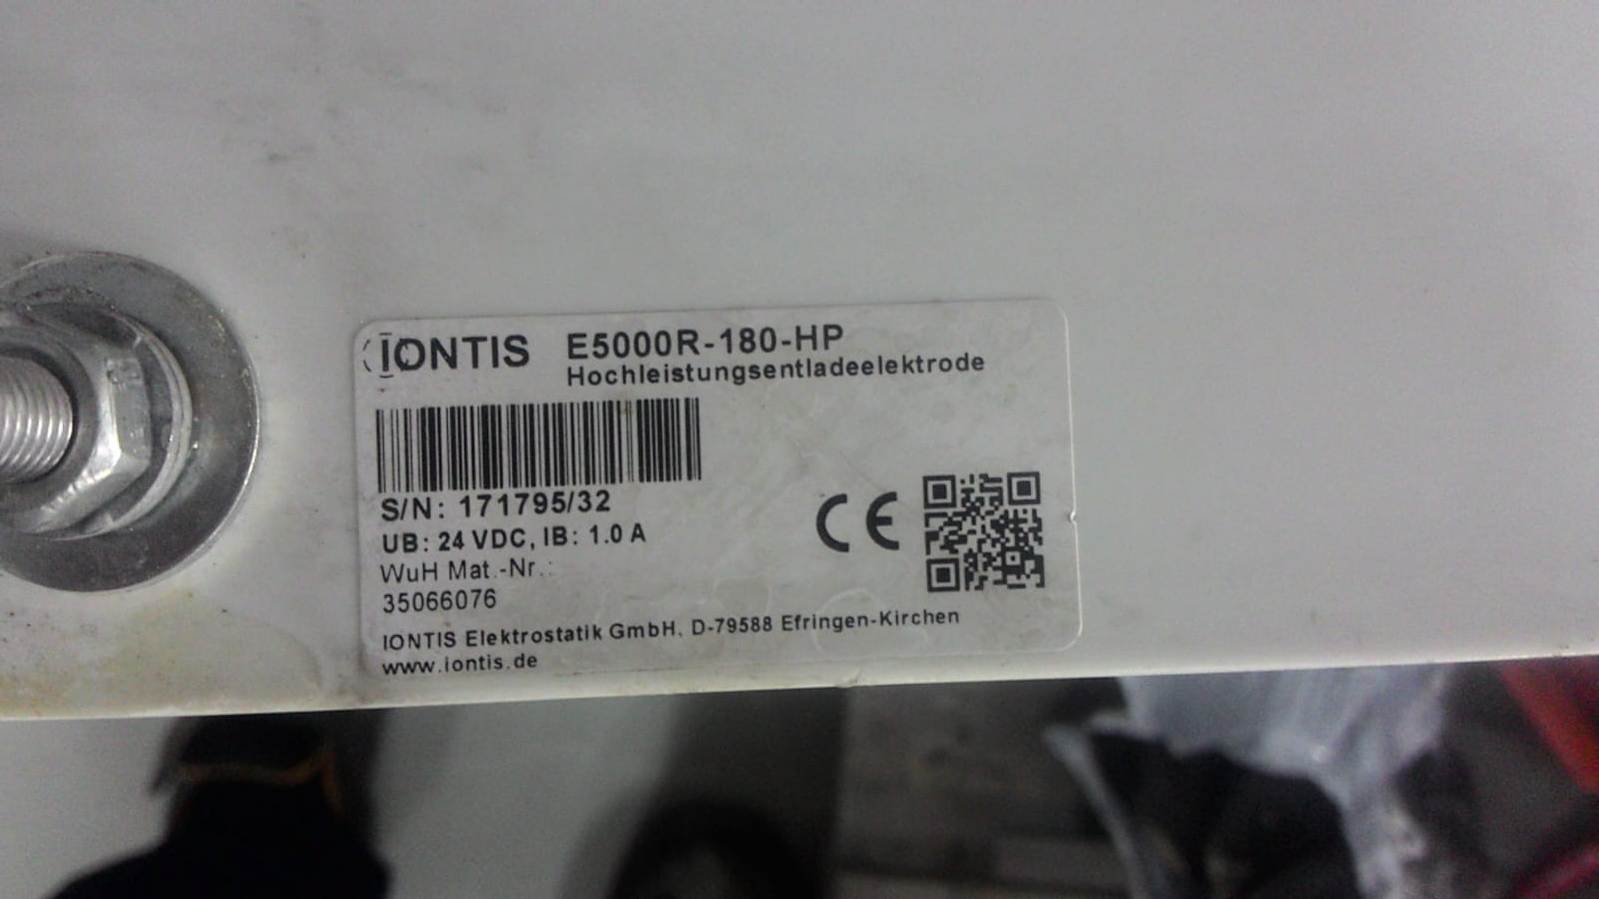 IONTIS E5000R-180-HP
Hochleistungsentladeelektrode
S/N: 171795/32
UB: 24 VDC, IB: 1.0 A
WuH Mat.-Nr.:
35066076
CE
IONTIS Elektrostatik GmbH, D-79588 Efringen-Kirchen
www.iontis.de